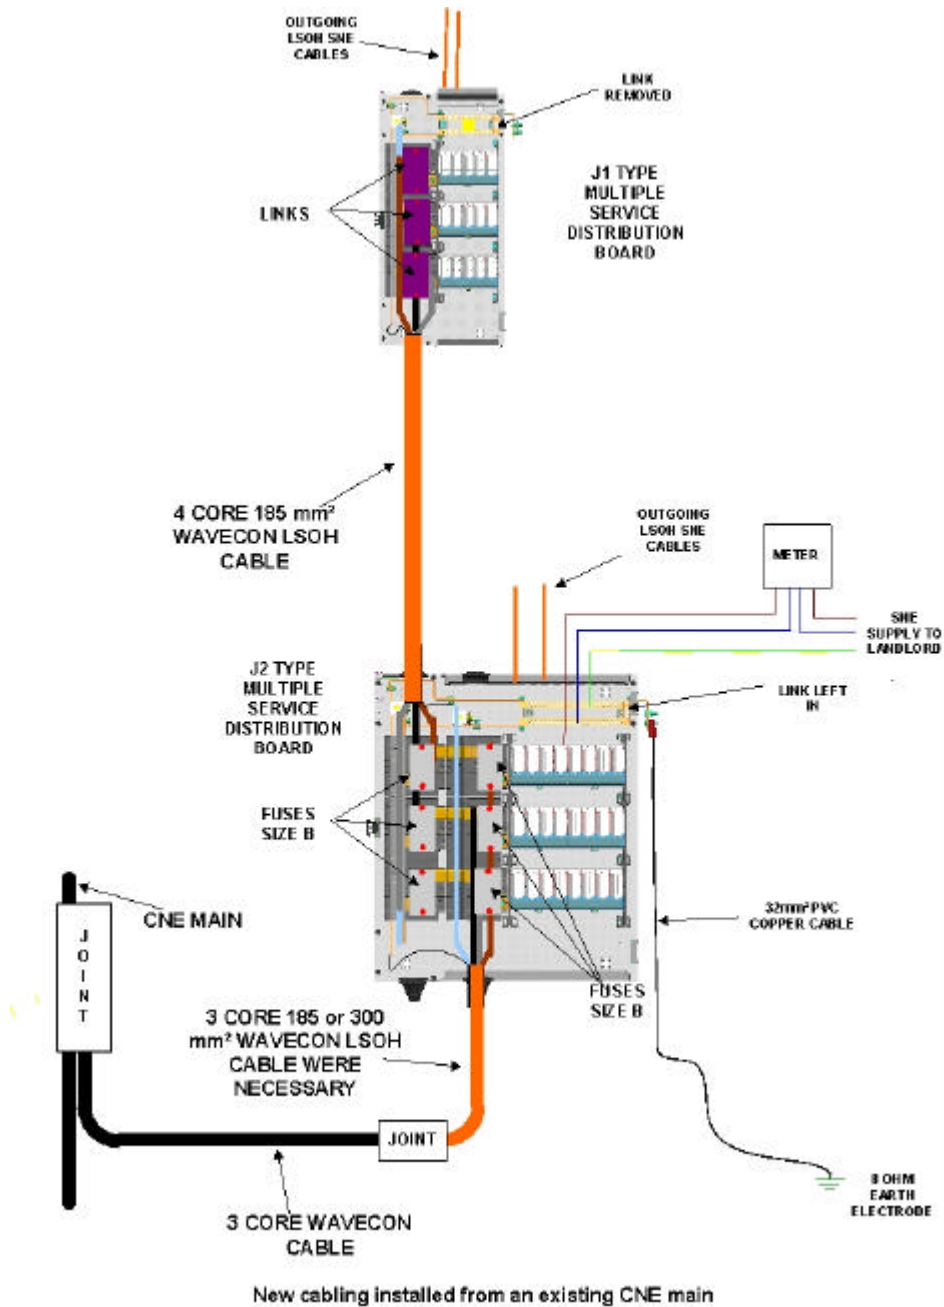 OUTGOING
LSOH SNE
CABLES
LINK
REMOVED
J1 TYPE
MULTIPLE
SERVICE
DISTRIBUTION
BOARD
LINKS
4 CORE 185 mm²
WAVECON LSOH
CABLE
OUTGOING
LSOH SNE
CABLES
METER
SNE
SUPPLY TO
LANDLORD
J2 TYPE
MULTIPLE
SERVICE
DISTRIBUTION
BOARD
LINK LEFT
IN
FUSES
SIZE B
CNE MAIN
JOINT
32mm² PVC
COPPER CABLE
FUSES
SIZE B
3 CORE 185 or 300
mm² WAVECON LSOH
CABLE WERE
NECESSARY
JOINT
8 OHM
EARTH
ELECTRODE
3 CORE WAVECON
CABLE
New cabling installed from an existing CNE main